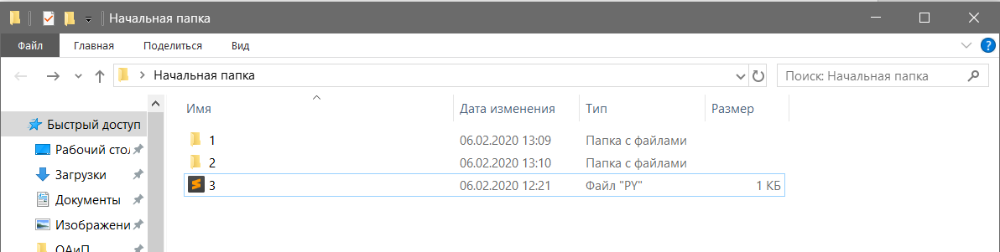 Начальная папка
Файл Главная Поделиться Вид
Начальная папка Поиск: Начальная папка
Имя Дата изменения Тип Размер
Быстрый доступ
Рабочий стол
Загрузки
Документы
Изображени
ОАиП
1 06.02.2020 13:09 Папка с файлами
2 06.02.2020 13:10 Папка с файлами
3 06.02.2020 12:21 Файл "PY" 1 КБ